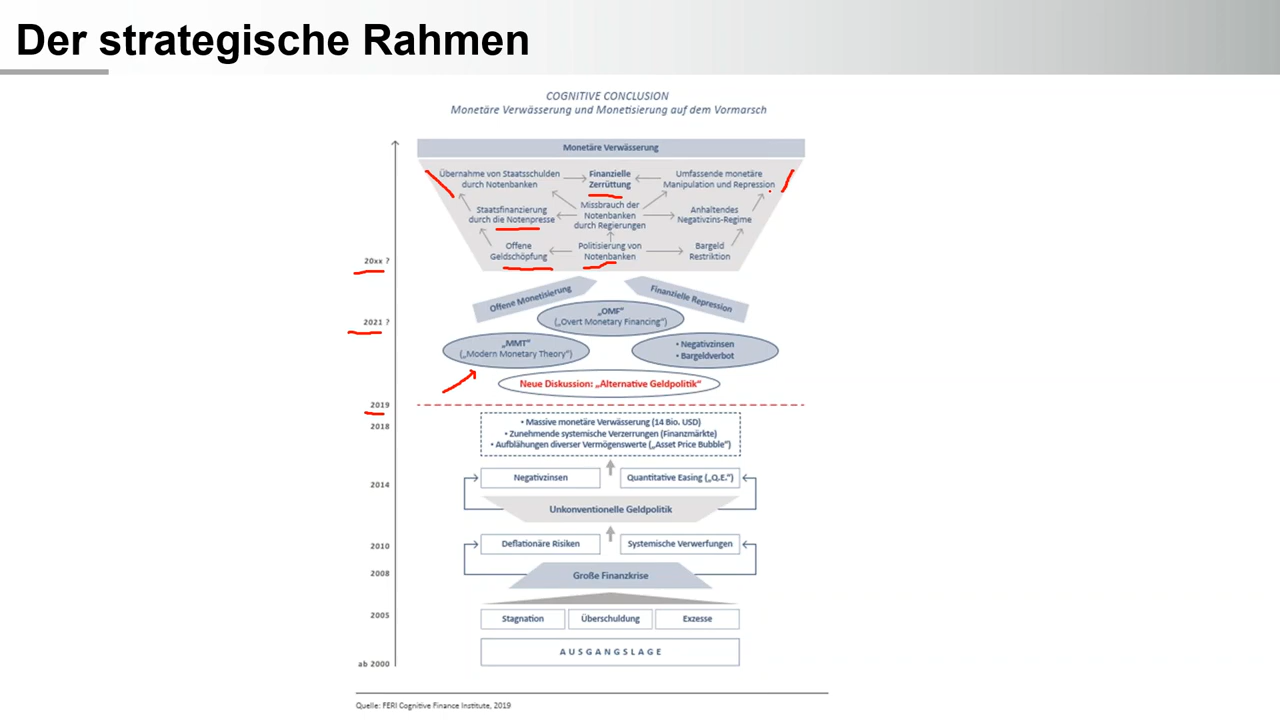 Der strategische Rahmen
COGNITIVE CONCLUSION
Monetäre Verwässerung und Monetisierung auf dem Vormarsch
Monetäre Verwässerung
Übernahme von Staatsschulden
durch Notenbanken
Finanzielle
Zerrüttung
Umfassende monetäre
Manipulation und Repression
Staatsfinanzierung
durch die Notenpresse
Missbrauch der
Notenbanken
durch Regierungen
Anhaltendes
Negativzins-Regime
Offene
Geldschöpfung
Politisierung von
Notenbanken
Bargeld
Restriktion
20xx ?
Offene Monetisierung
Finanzielle Repression
2021 ?
„OMF“
(„Overt Monetary Financing“)
„MMT“
(„Modern Monetary Theory“)
• Negativzinsen
• Bargeldverbot
Neue Diskussion: „Alternative Geldpolitik“
2019
2018
• Massive monetäre Verwässerung (14 Bio. USD)
• Zunehmende systemische Verzerrungen (Finanzmärkte)
• Aufblähungen diverser Vermögenswerte („Asset Price Bubble“)
2014
Negativzinsen
Quantitative Easing („Q.E.“)
Unkonventionelle Geldpolitik
2010
Deflationäre Risiken
Systemische Verwerfungen
2008
Große Finanzkrise
2005
Stagnation
Überschuldung
Exzesse
AUSGANGSLAGE
ab 2000
Quelle: FERI Cognitive Finance Institute, 2019